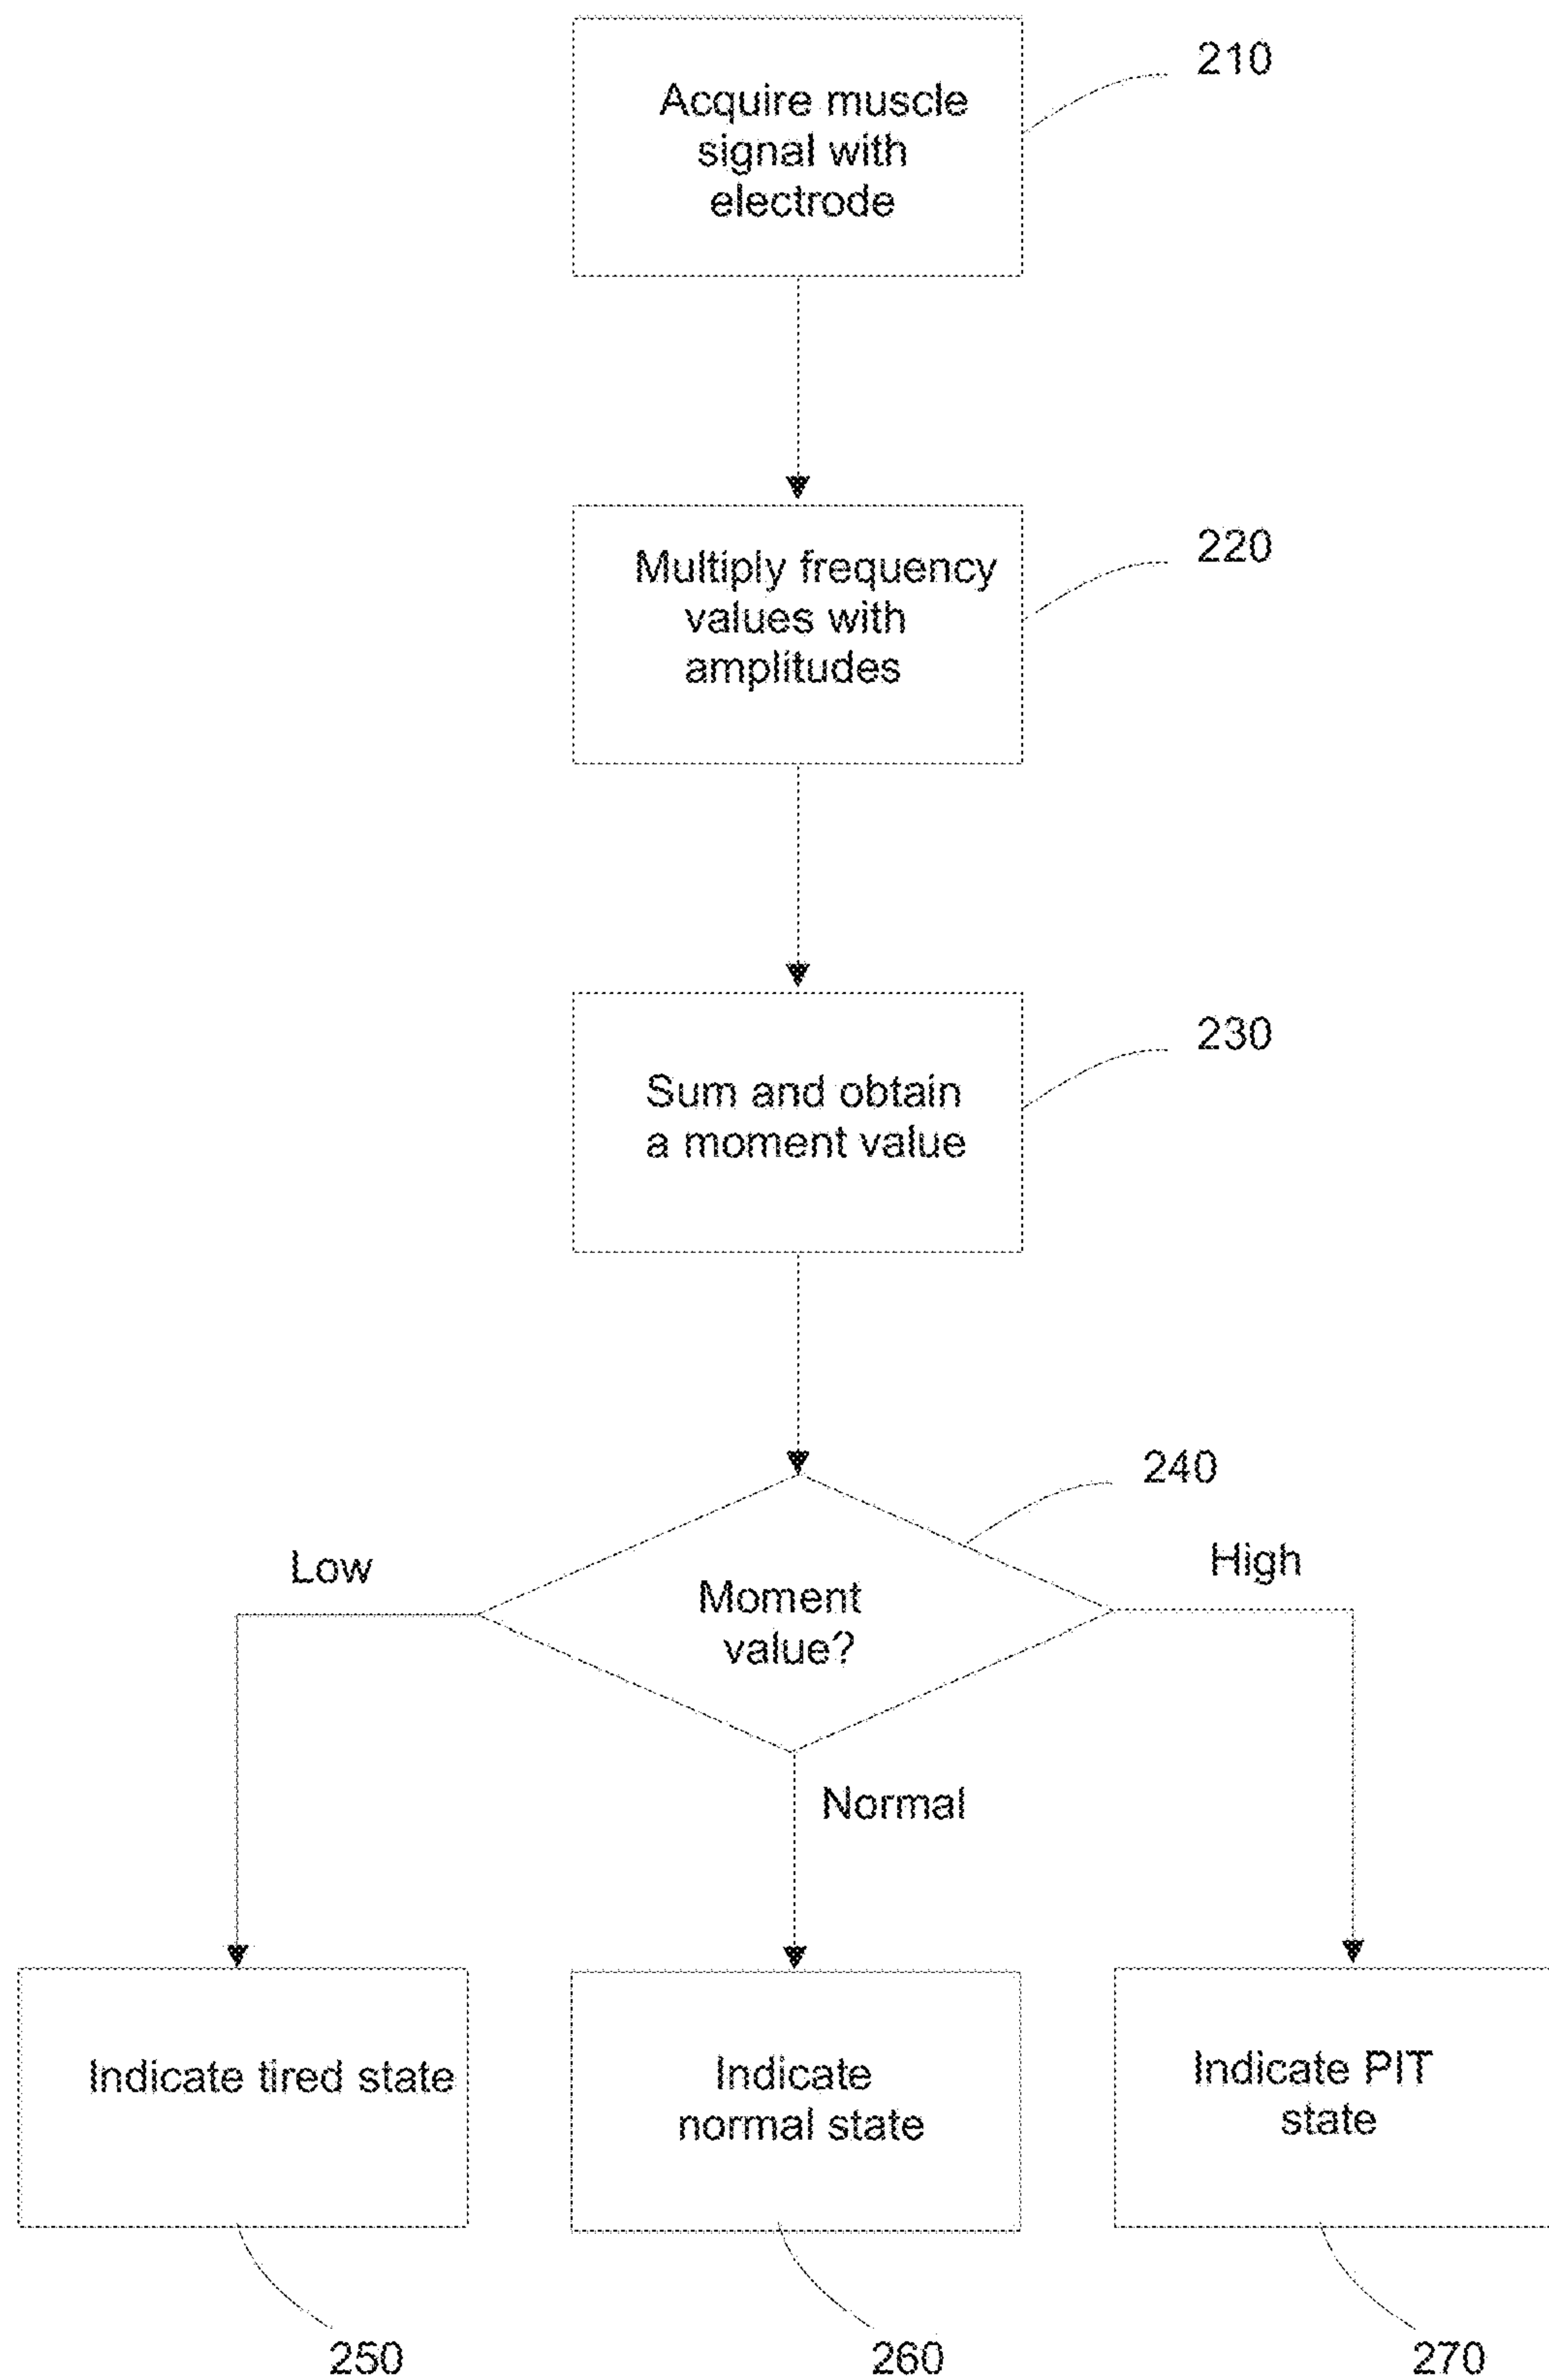 210
Acquire muscle
signal with
electrode
220
Multiply frequency
values with
amplitudes
230
Sum and obtain
a moment value
240
Low
High
Moment
value?
Normal
Indicate tired state
Indicate
normal state
Indicate PIT
state
250
260
270